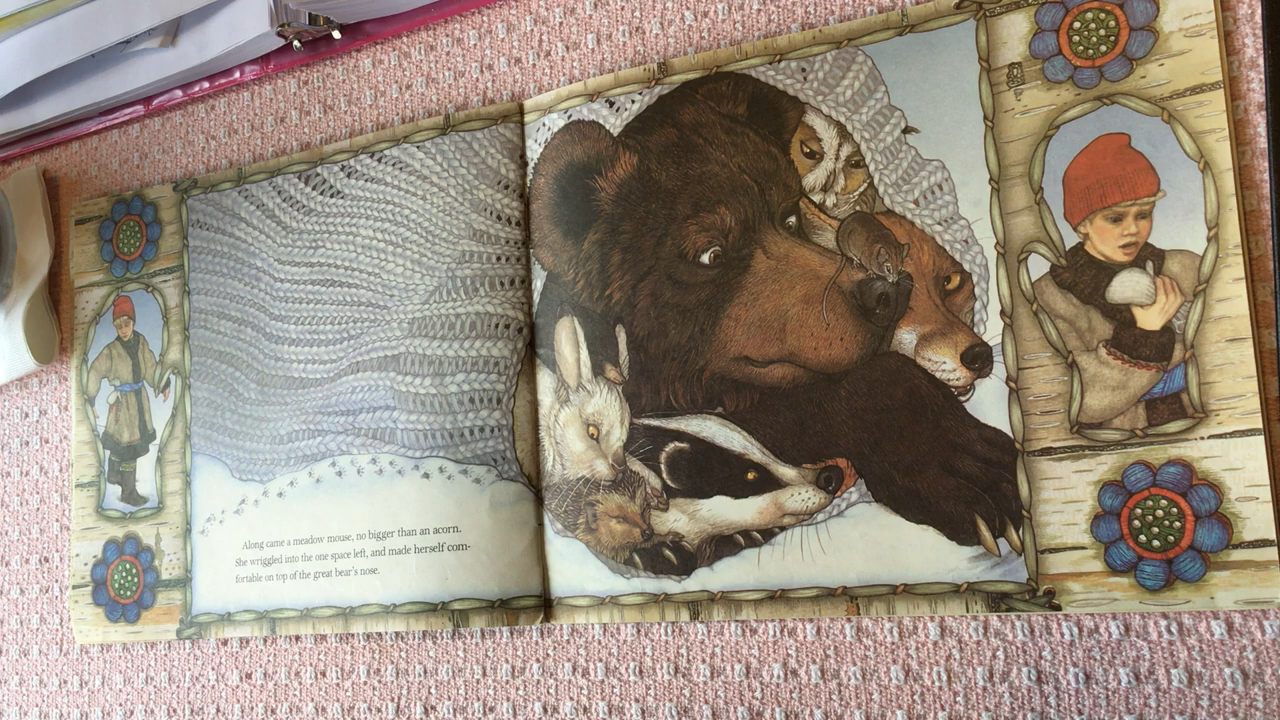 Along came a meadow mouse, no bigger than an acorn.
She wriggled into the one space left, and made herself com-
fortable on top of the great bear's nose.